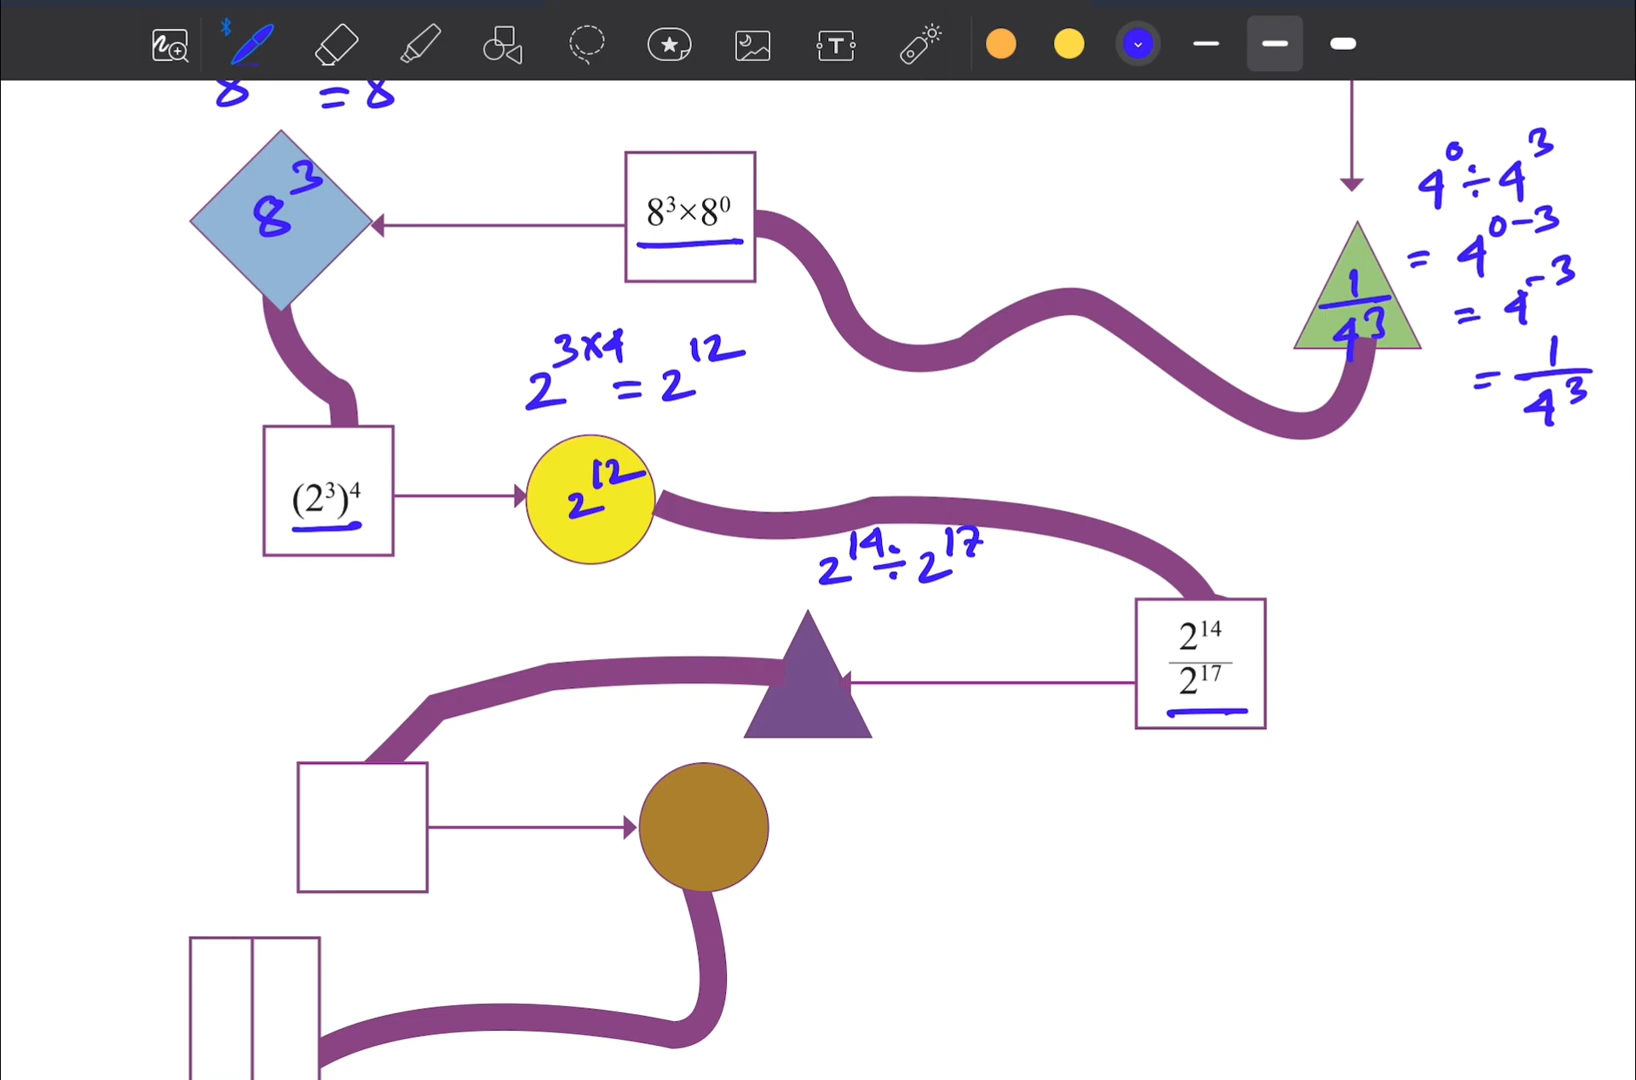 8 = 8
8³
8³×8⁰
4⁰ ÷ 4³
= 4⁰⁻³
= 4⁻³
= 1/4³
1/4³
2³ˣ⁴ = 2¹²
(2³)⁴
2¹²
2¹⁴ ÷ 2¹⁷
2¹⁴
2¹⁷
T